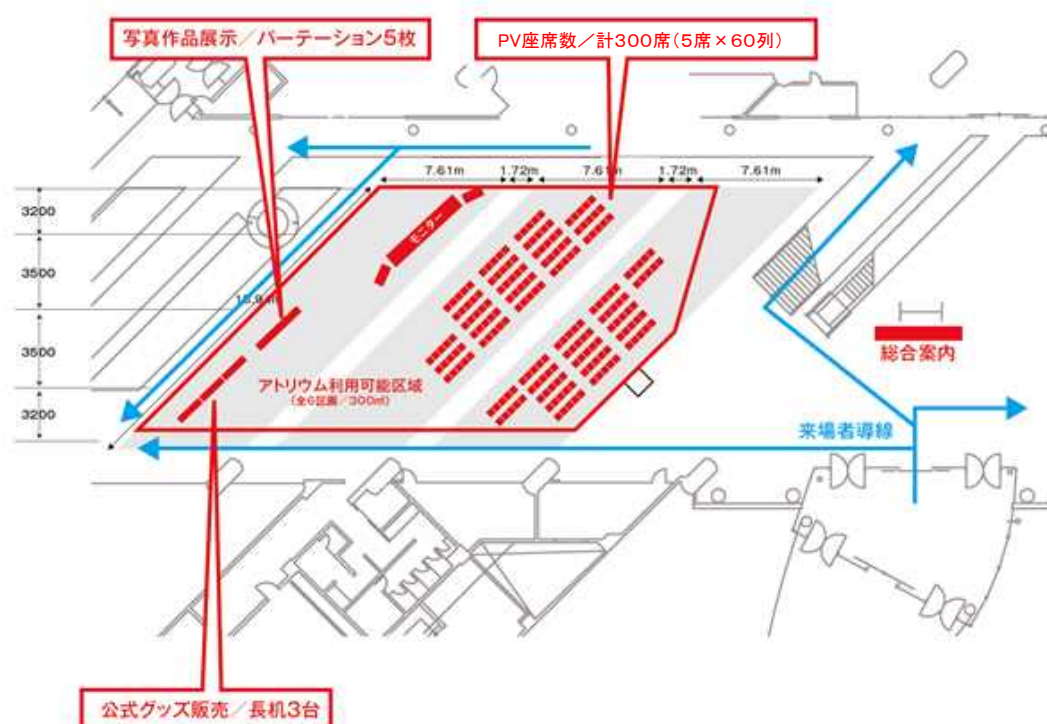 写真作品展示／パーテーション5枚
PV座席数／計300席(5席×60列)
7.61m
1.72m
7.61m
1.72m
7.61m
3200
3500
3500
3200
モニター
アトリウム利用可能区域
(全6区画／300㎡)
総合案内
来場者導線
公式グッズ販売／長机3台